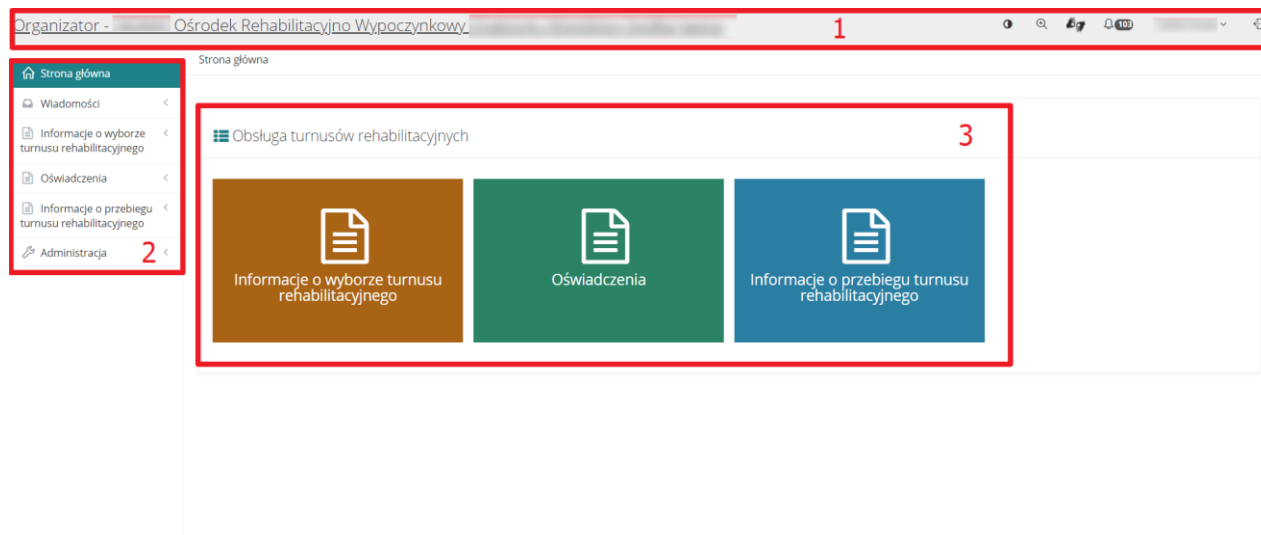 Organizator - Ośrodek Rehabilitacyjno Wypoczynkowy
1
103
Strona główna
Strona główna
Wiadomości
Informacje o wyborze
turnusu rehabilitacyjnego
Oświadczenia
Informacje o przebiegu
turnusu rehabilitacyjnego
Administracja
2
Obsługa turnusów rehabilitacyjnych
3
Informacje o wyborze turnusu
rehabilitacyjnego
Oświadczenia
Informacje o przebiegu turnusu
rehabilitacyjnego